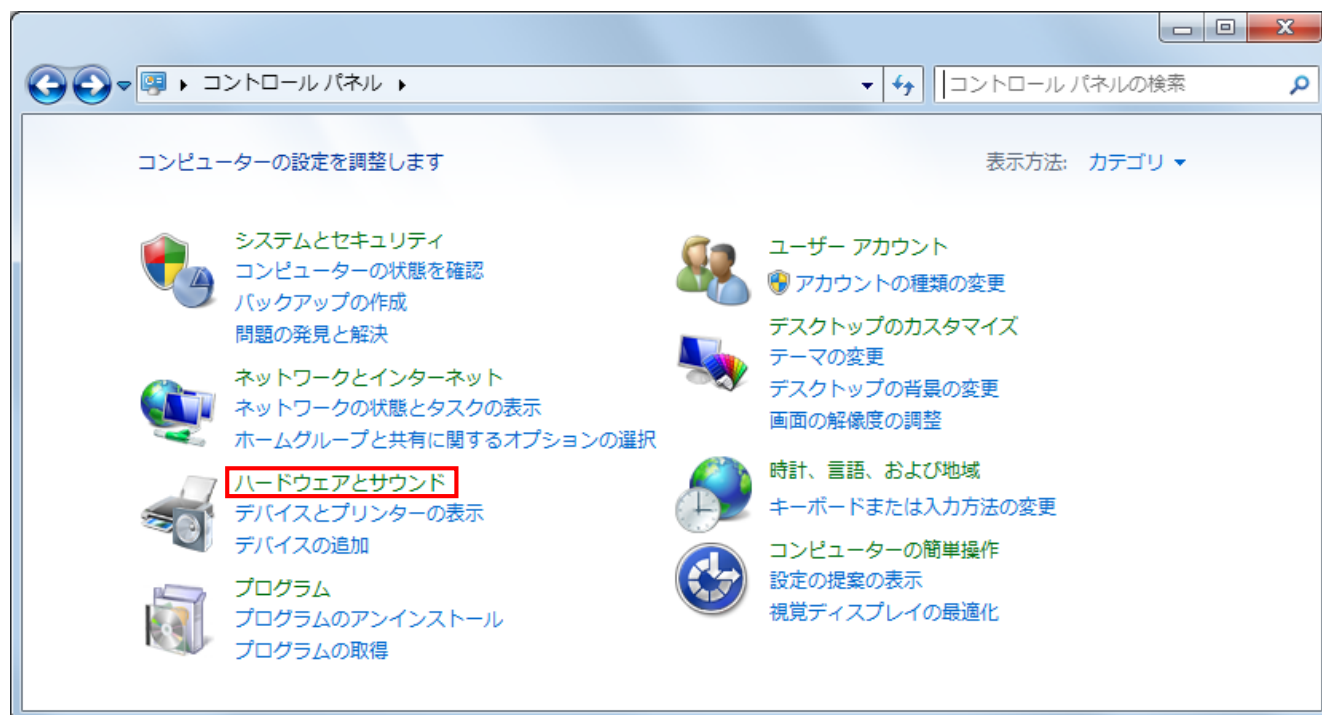 コントロール パネル
コントロール パネルの検索
コンピューターの設定を調整します
表示方法: カテゴリ
システムとセキュリティ
コンピューターの状態を確認
バックアップの作成
問題の発見と解決
ネットワークとインターネット
ネットワークの状態とタスクの表示
ホームグループと共有に関するオプションの選択
ハードウェアとサウンド
デバイスとプリンターの表示
デバイスの追加
プログラム
プログラムのアンインストール
プログラムの取得
ユーザー アカウント
アカウントの種類の変更
デスクトップのカスタマイズ
テーマの変更
デスクトップの背景の変更
画面の解像度の調整
時計、言語、および地域
キーボードまたは入力方法の変更
コンピューターの簡単操作
設定の提案の表示
視覚ディスプレイの最適化